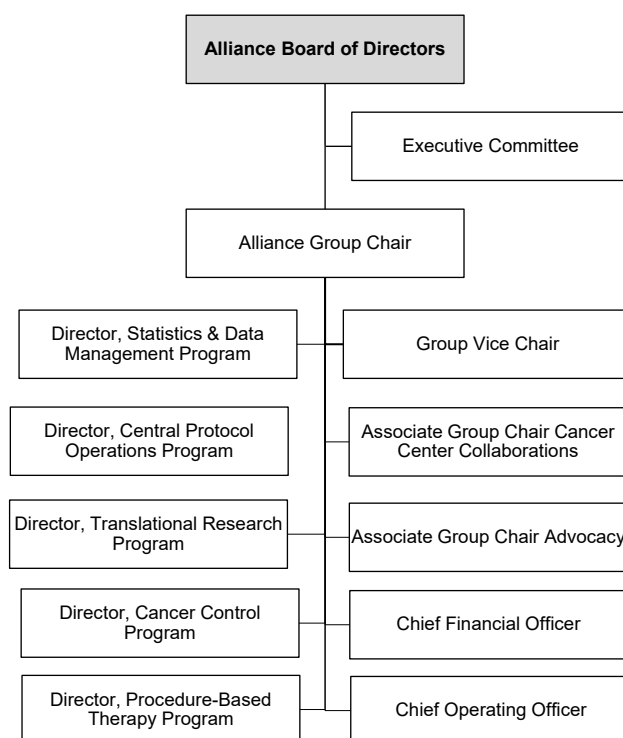 Alliance Board of Directors
Executive Committee
Alliance Group Chair
Director, Statistics & Data
Management Program
Group Vice Chair
Director, Central Protocol
Operations Program
Associate Group Chair Cancer
Center Collaborations
Director, Translational Research
Program
Associate Group Chair Advocacy
Director, Cancer Control
Program
Chief Financial Officer
Director, Procedure-Based
Therapy Program
Chief Operating Officer